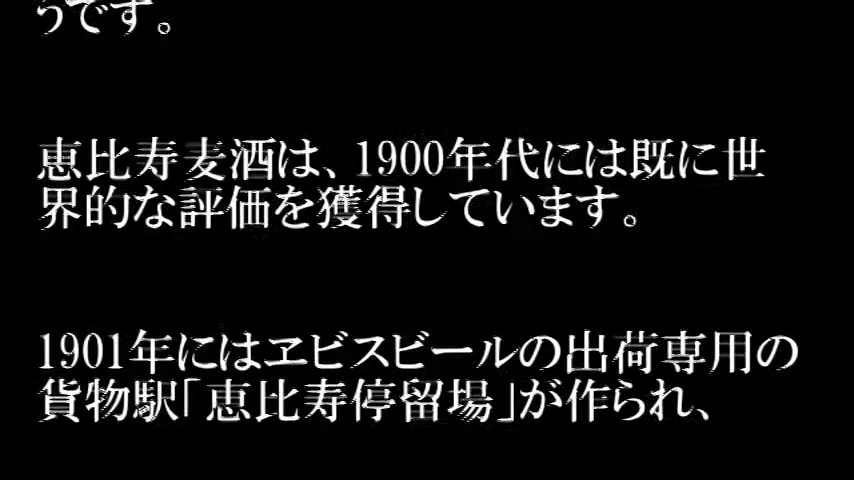 うです。
恵比寿麦酒は、1900年代には既に世
界的な評価を獲得しています。
1901年にはヱビスビールの出荷専用の
貨物駅「恵比寿停留場」が作られ、